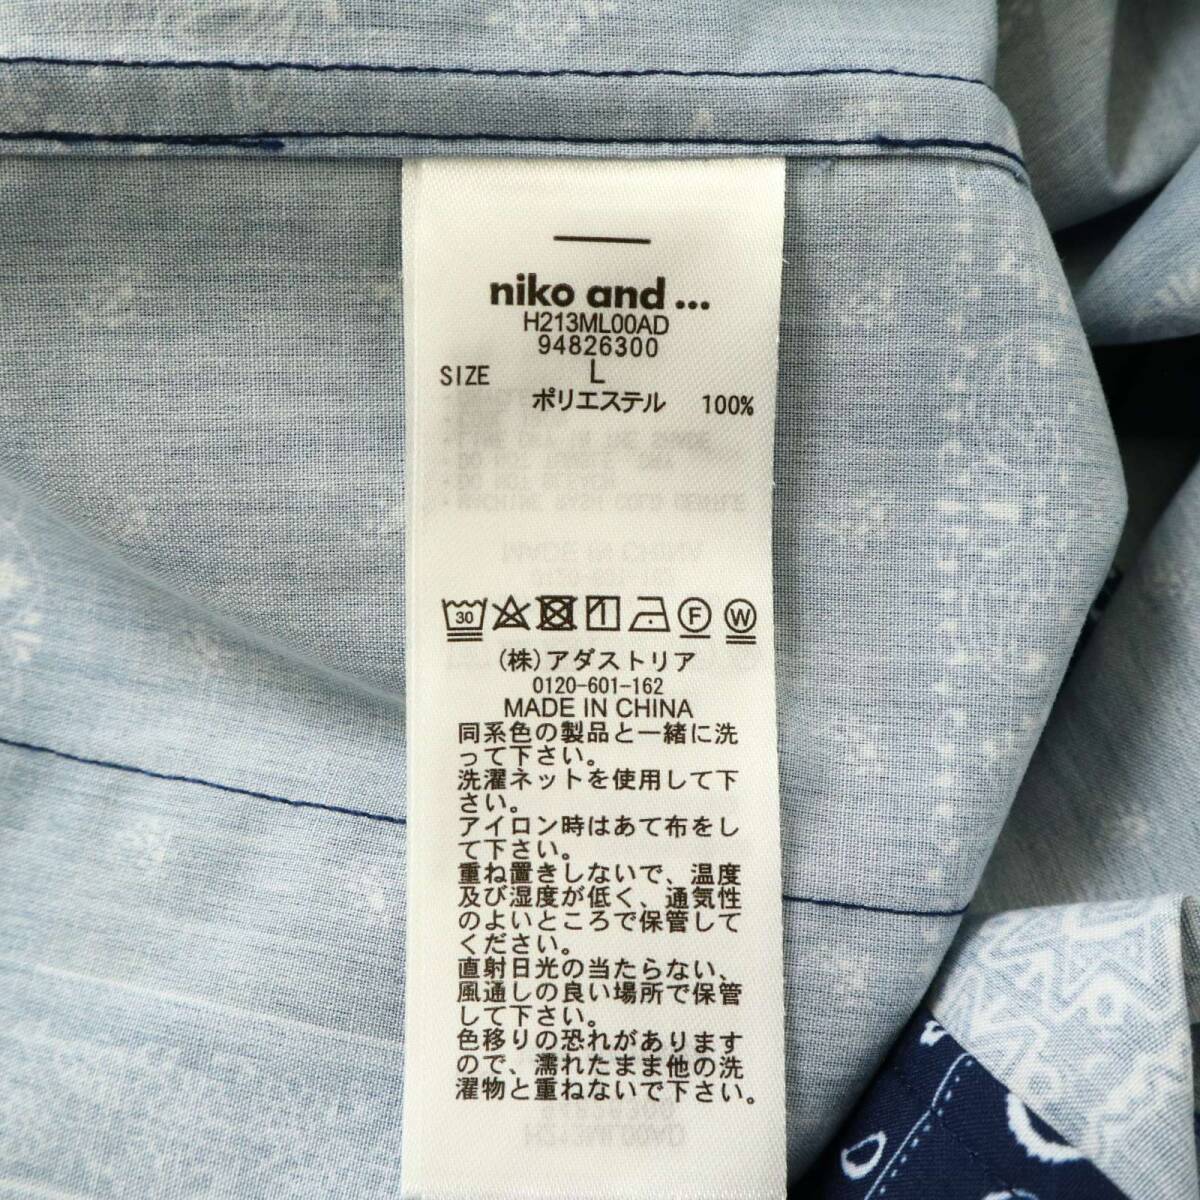 niko and ...
H213ML00AD
94826300
SIZE L
ポリエステル 100%
30 F W
(株)アダストリア
0120-601-162
MADE IN CHINA
同系色の製品と一緒に洗
って下さい。
洗濯ネットを使用して下
さい。
アイロン時はあて布をし
て下さい。
重ね置きしないで、温度
及び湿度が低く、通気性
のよいところで保管して
ください。
直射日光の当たらない、
風通しの良い場所で保管
して下さい。
色移りの恐れがあります
ので、濡れたまま他の洗
濯物と重ねないで下さい。